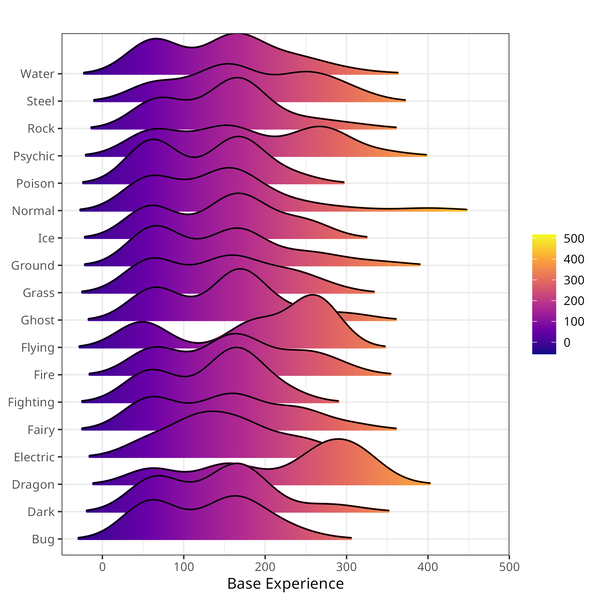 Water
Steel
Rock
Psychic
Poison
Normal
Ice
Ground
Grass
Ghost
Flying
Fire
Fighting
Fairy
Electric
Dragon
Dark
Bug
0 100 200 300 400 500
Base Experience
500
400
300
200
100
0